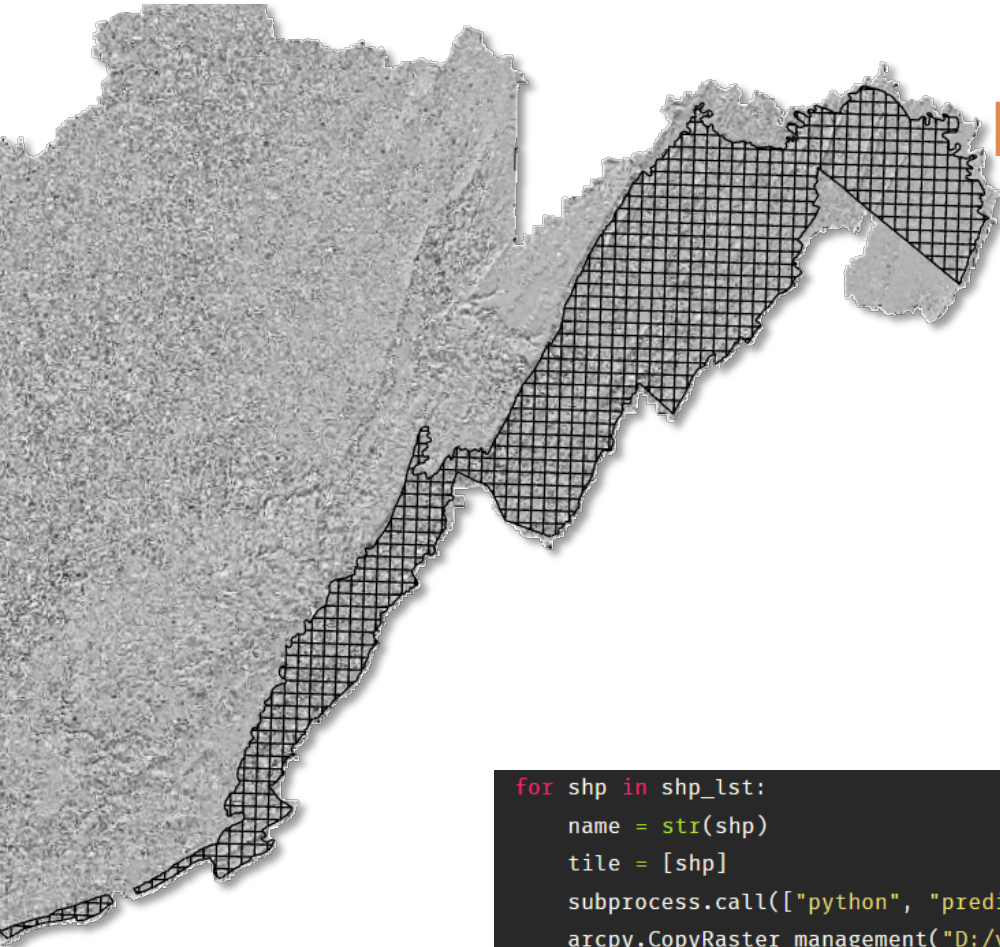 for shp in shp_lst:
name = str(shp)
tile = [shp]
subprocess.call(["python", "predi
arcpy.CopyRaster_management("D:/